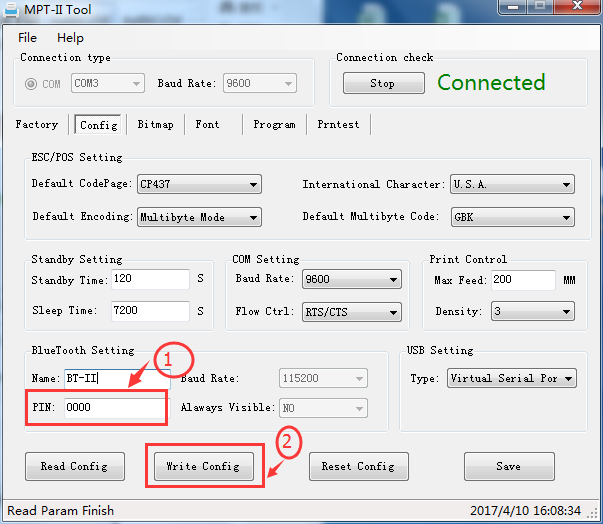 MPT-II Tool
File Help
Connection type
COM COM3 Baud Rate: 9600
Connection check
Stop Connected
Factory Config Bitmap Font Program Prntest
ESC/POS Setting
Default CodePage: CP437 International Character: U.S.A.
Default Encoding: Multibyte Mode Default Multibyte Code: GBK
Standby Setting
Standby Time: 120 S
Sleep Time: 7200 S
COM Setting
Baud Rate: 9600
Flow Ctrl: RTS/CTS
Print Control
Max Feed: 200 MM
Density: 3
BlueTooth Setting
Name: BT-II Baud Rate: 115200
PIN: 0000 Alaways Visible: NO
USB Setting
Type: Virtual Serial Por
1
2
Read Config Write Config Reset Config Save
Read Param Finish 2017/4/10 16:08:34